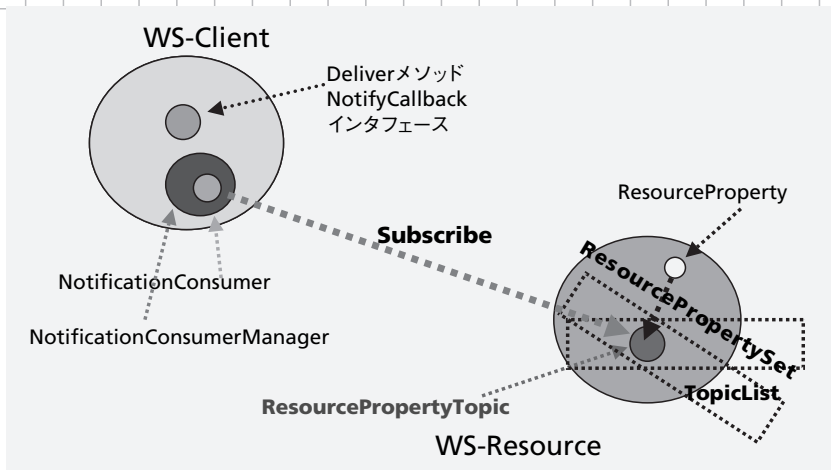 WS-Client
Deliverメソッド
NotifyCallback
インタフェース
ResourceProperty
Subscribe
ResourcePropertySet
NotificationConsumer
NotificationConsumerManager
TopicList
ResourcePropertyTopic
WS-Resource